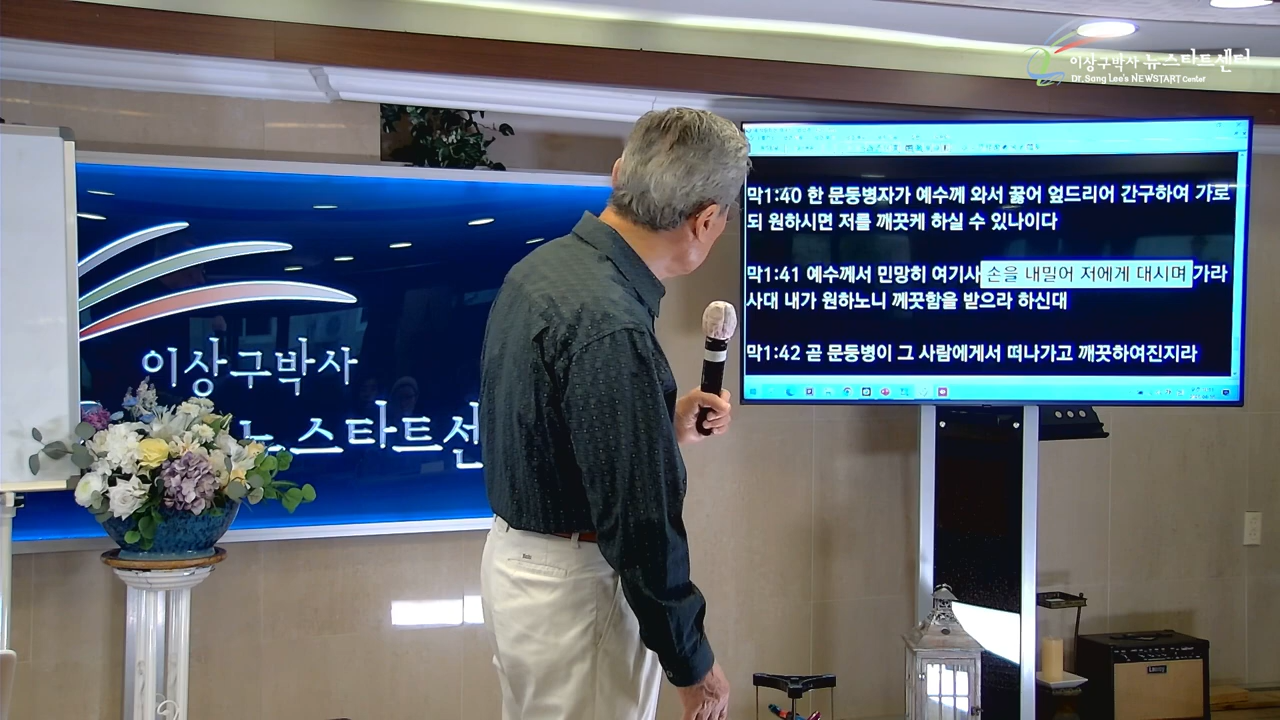 이상구박사 뉴스타트센터
Dr. Sang Lee's NEWSTART Center
막1:40 한 문둥병자가 예수께 와서 꿇어 엎드리어 간구하여 가로
되 원하시면 저를 깨끗케 하실 수 있나이다
막1:41 예수께서 민망히 여기사 손을 내밀어 저에게 대시며 가라
사대 내가 원하노니 깨끗함을 받으라 하신대
막1:42 곧 문둥병이 그 사람에게서 떠나가고 깨끗하여진지라
이상구박사
뉴스타트센
Laney